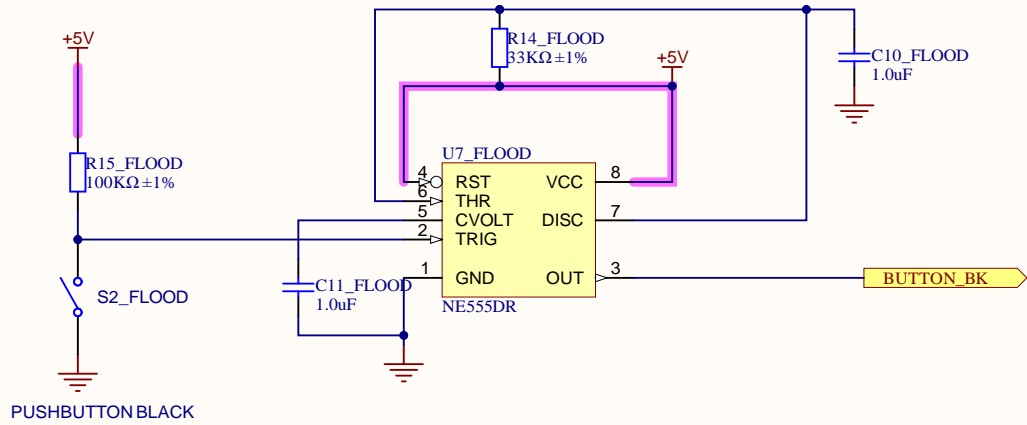 +5V
R14_FLOOD
33KΩ ±1%
+5V
C10_FLOOD
1.0uF
R15_FLOOD
100KΩ ±1%
U7_FLOOD
4 RST VCC 8
6 THR
5 CVOLT DISC 7
2 TRIG
1 GND OUT 3
BUTTON_BK
C11_FLOOD
1.0uF
S2_FLOOD
NE555DR
PUSHBUTTON BLACK